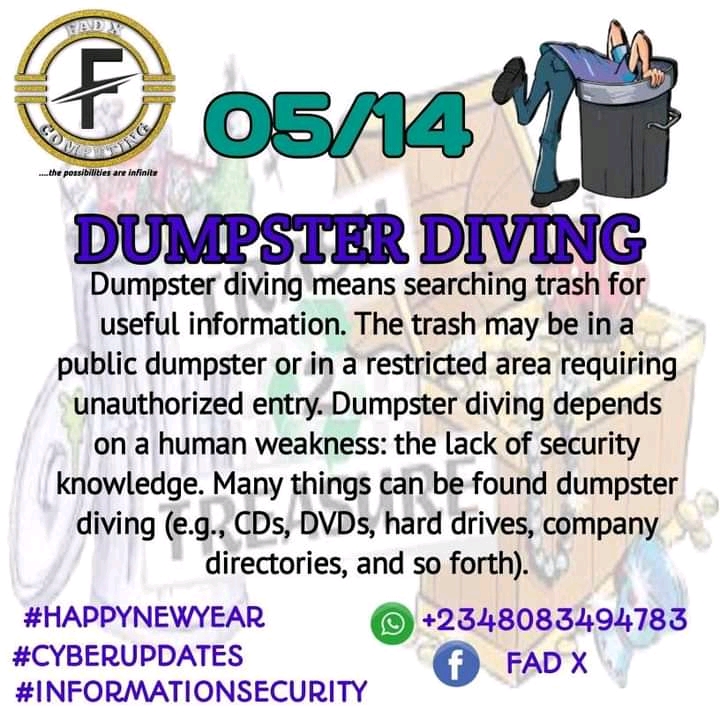 FAD X
COMPUTING
F
....the possibilities are infinite
05/14
DUMPSTER DIVING
Dumpster diving means searching trash for
useful information. The trash may be in a
public dumpster or in a restricted area requiring
unauthorized entry. Dumpster diving depends
on a human weakness: the lack of security
knowledge. Many things can be found dumpster
diving (e.g., CDs, DVDs, hard drives, company
directories, and so forth).
TRASH
2
TREASURE
#HAPPYNEWYEAR
#CYBERUPDATES
#INFORMATIONSECURITY
+2348083494783
f FAD X